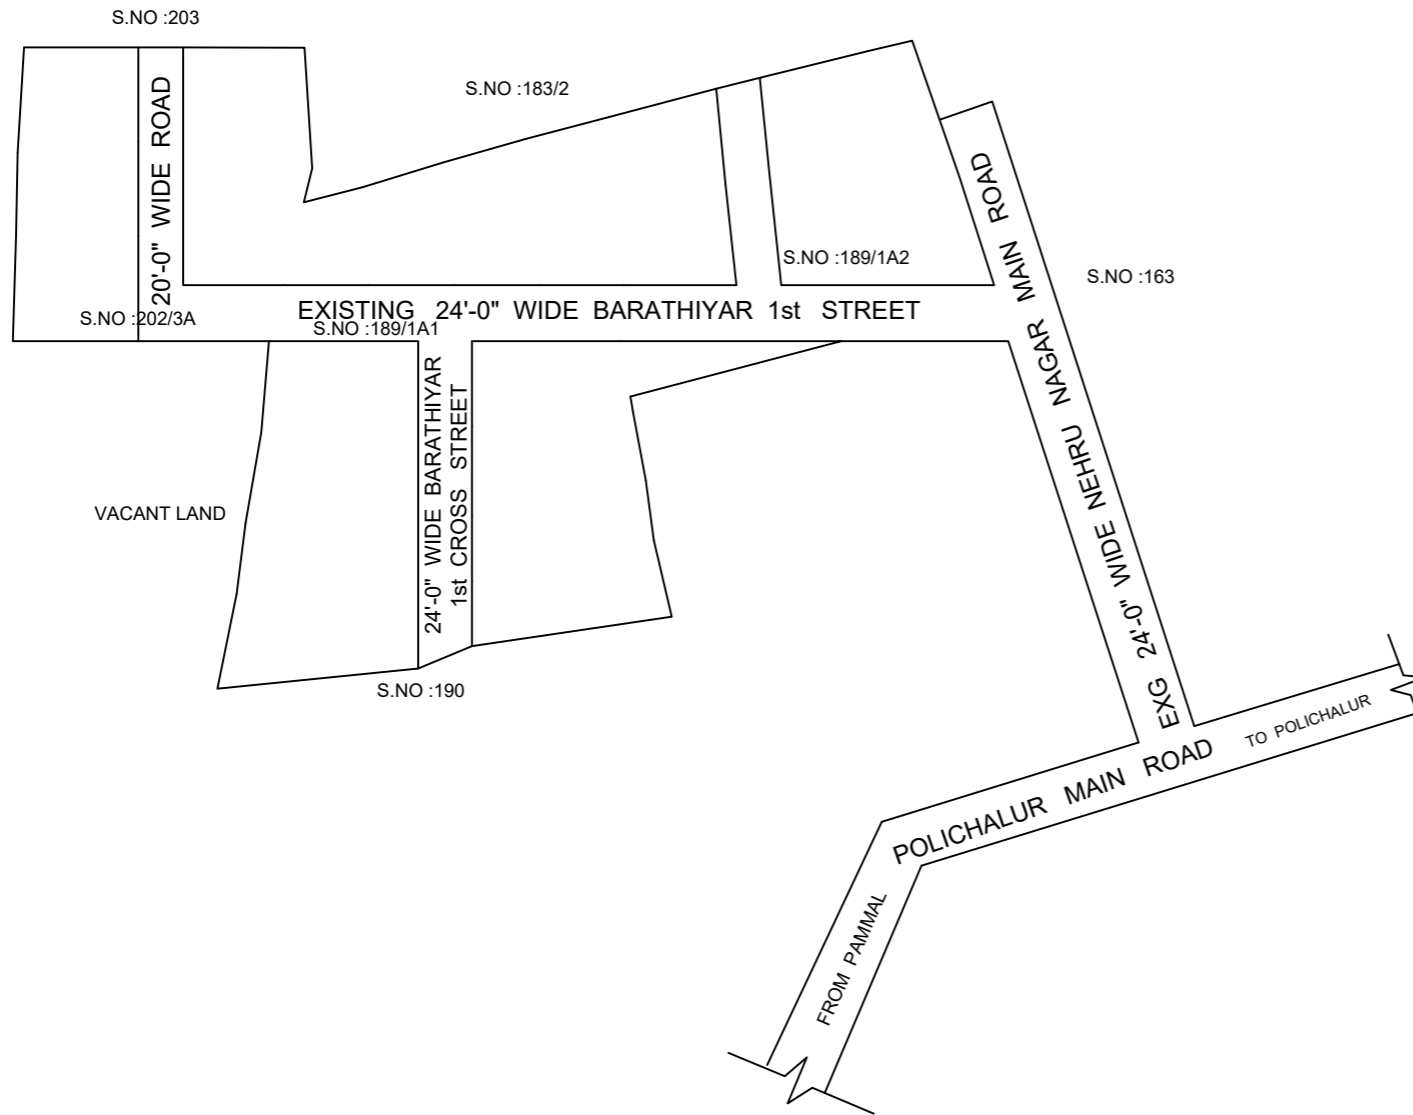 S.NO :203
S.NO :183/2
20'-0" WIDE ROAD
S.NO :189/1A2
S.NO :163
EXISTING 24'-0" WIDE BARATHIYAR 1st STREET
S.NO :202/3A
S.NO :189/1A1
24'-0" WIDE BARATHIYAR
1st CROSS STREET
EXG 24'-0" WIDE NEHRU NAGAR MAIN ROAD
VACANT LAND
S.NO :190
POLICHALUR MAIN ROAD
TO POLICHALUR
FROM PAMMAL